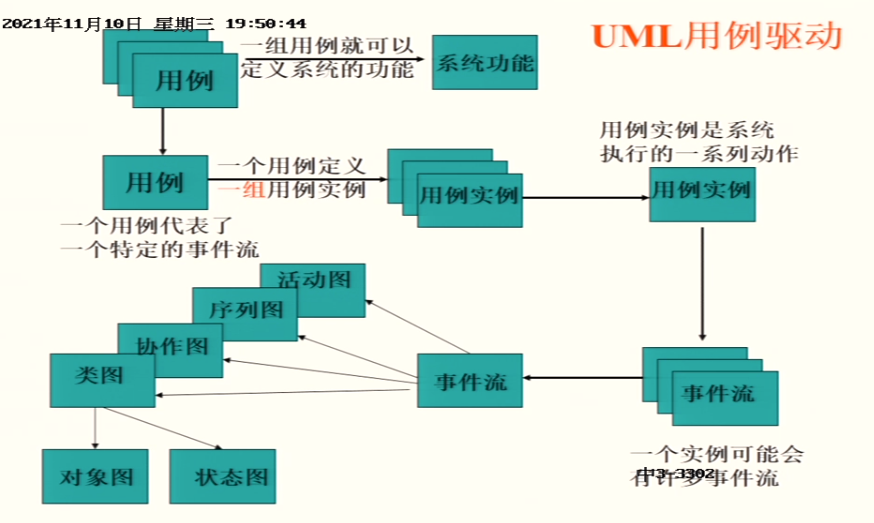 2021年11月10日 星期三 19:50:44
UML用例驱动
一组用例就可以
定义系统的功能
用例
系统功能
用例实例是系统
执行的一系列动作
一个用例定义
一组用例实例
用例
用例实例
用例实例
一个用例代表了
一个特定的事件流
活动图
序列图
协作图
类图
事件流
事件流
对象图
状态图
一个实例可能会
有许多事件流
中3-3302